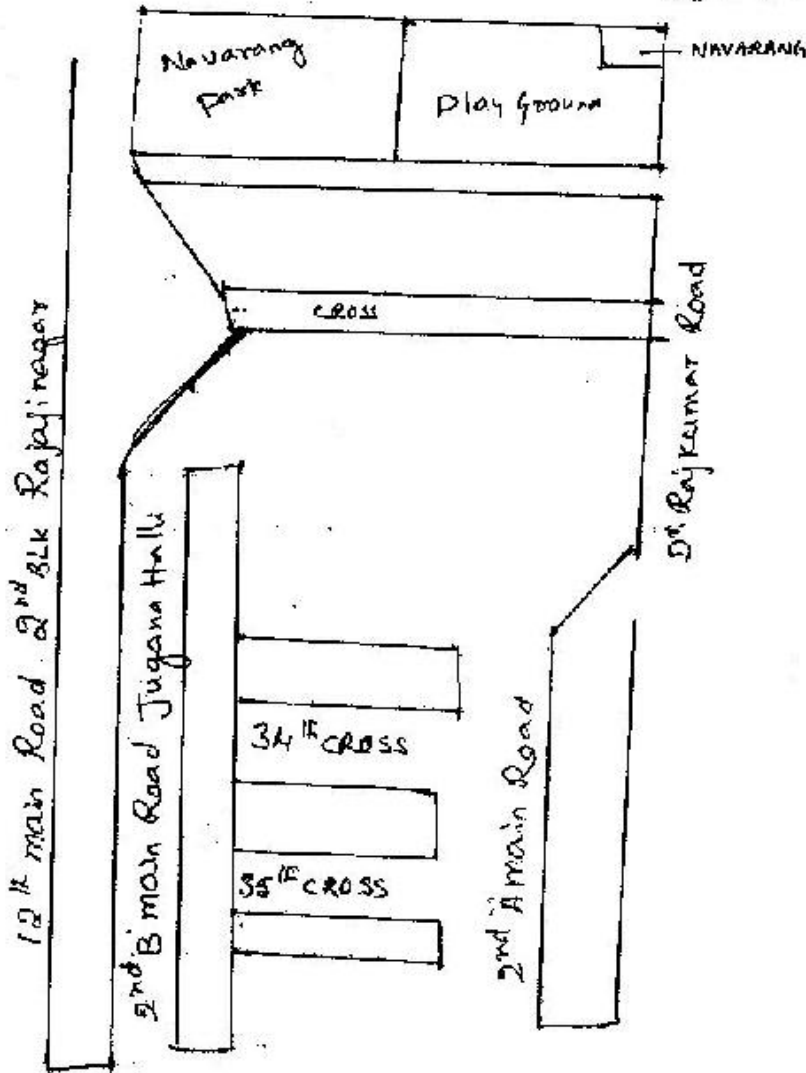 Navarang
Park
Play Ground
NAVARANG
CROSS
Dr. Rajkumar Road
12th main Road 2nd BLK Rajajinagar
2nd B main Road Jugana Halli
34th CROSS
35th CROSS
2nd A main Road